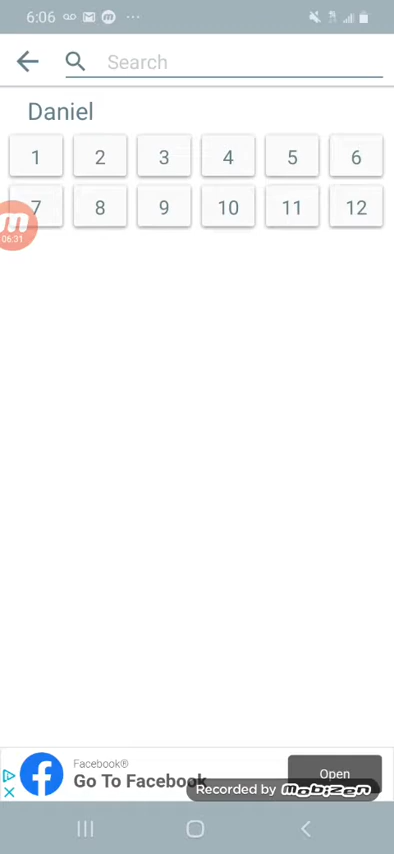 6:06
Search
Daniel
1 2 3 4 5 6
7 8 9 10 11 12
06:31
Facebook®
Go To Facebook
Open
Recorded by mobizen